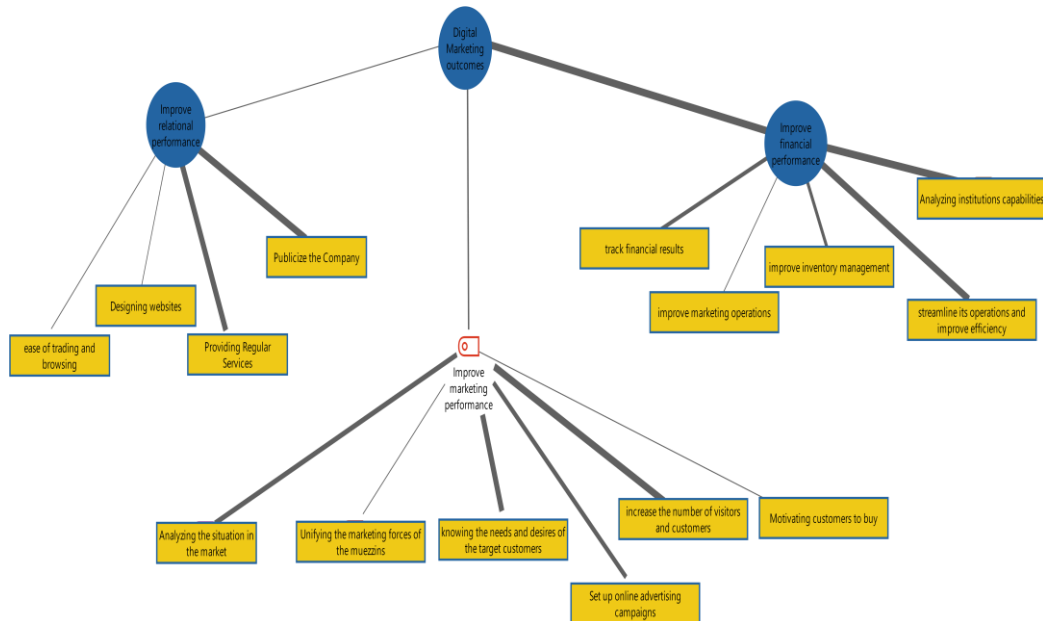 Digital
Marketing
outcomes
Improve
relational
performance
Improve
financial
performance
Analyzing institutions capabilities
Publicize the Company
track financial results
improve inventory management
Designing websites
improve marketing operations
streamline its operations and
improve efficiency
ease of trading and
browsing
Providing Regular
Services
Improve
marketing
performance
Analyzing the situation in
the market
Unifying the marketing forces of
the muezzins
knowing the needs and desires of
the target customers
increase the number of visitors
and customers
Motivating customers to buy
Set up online advertising
campaigns